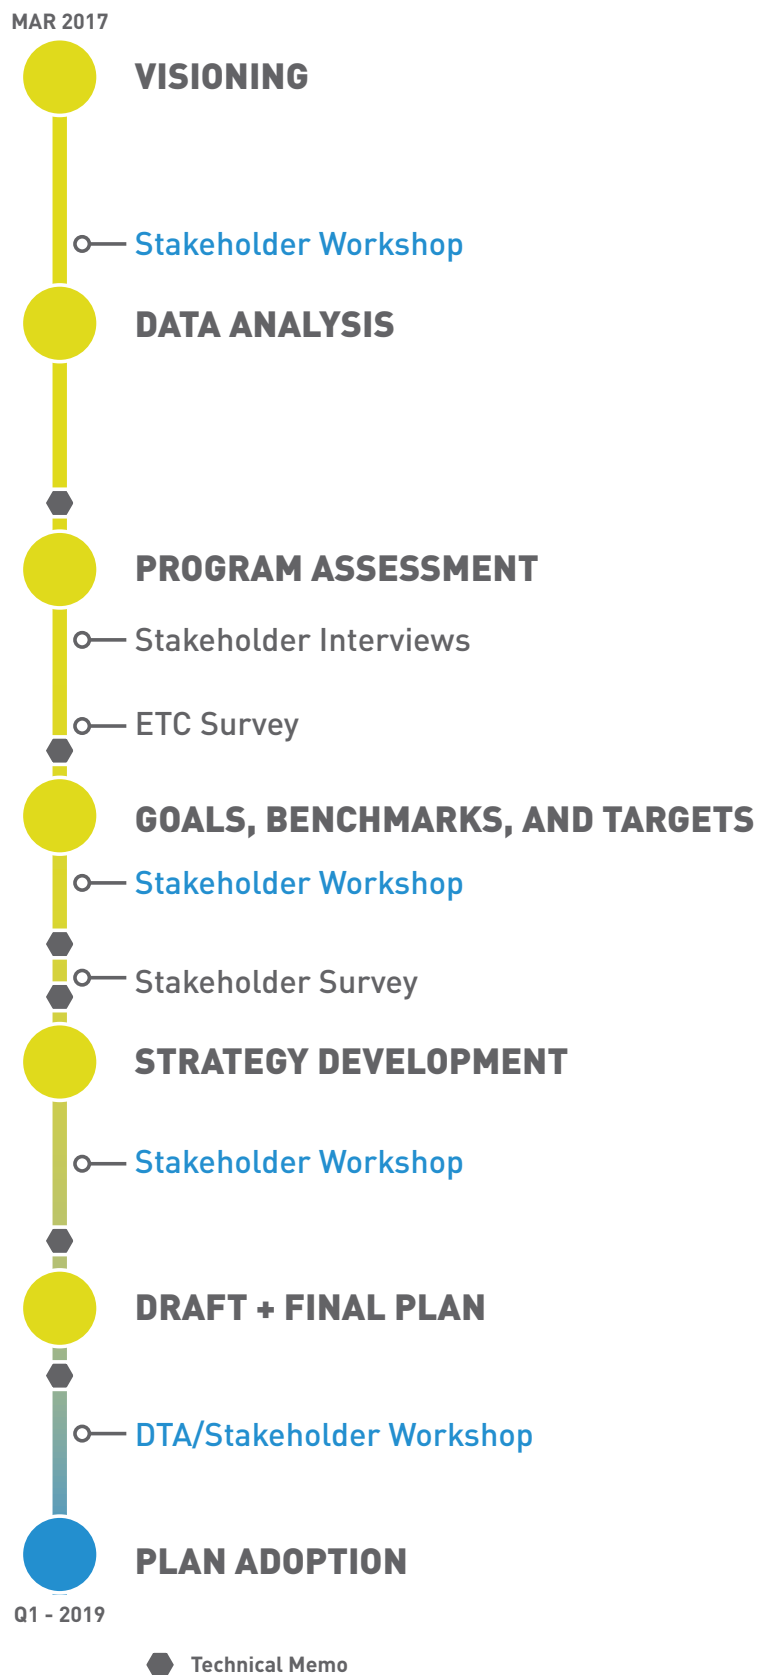 MAR 2017
VISIONING
Stakeholder Workshop
DATA ANALYSIS
PROGRAM ASSESSMENT
Stakeholder Interviews
ETC Survey
GOALS, BENCHMARKS, AND TARGETS
Stakeholder Workshop
Stakeholder Survey
STRATEGY DEVELOPMENT
Stakeholder Workshop
DRAFT + FINAL PLAN
DTA/Stakeholder Workshop
PLAN ADOPTION
Q1 - 2019
Technical Memo